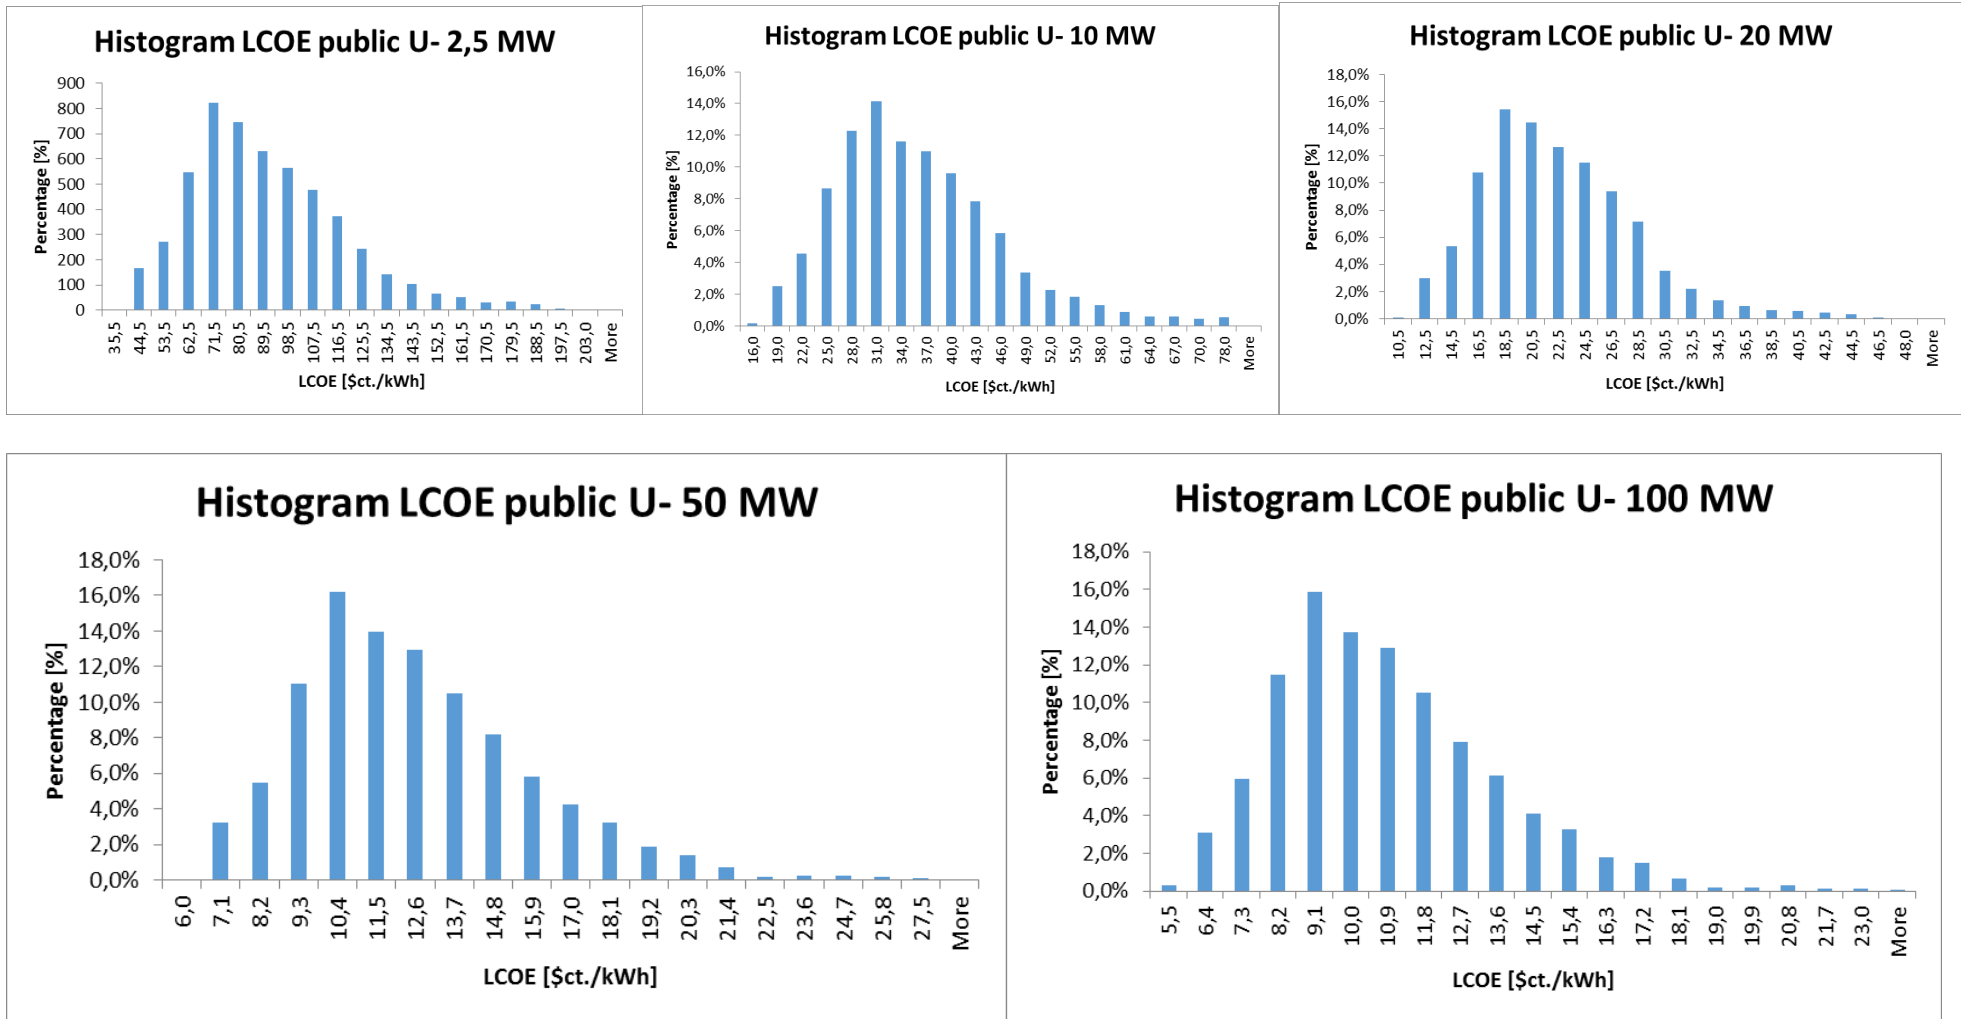 Histogram LCOE public U- 2,5 MW
Percentage [%]
900
800
700
600
500
400
300
200
100
0
35,5 44,5 53,5 62,5 71,5 80,5 89,5 98,5 107,5 116,5 125,5 134,5 143,5 152,5 161,5 170,5 179,5 188,5 197,5 203,0 More
LCOE [$ct./kWh]
Histogram LCOE public U- 10 MW
Percentage [%]
16,0%
14,0%
12,0%
10,0%
8,0%
6,0%
4,0%
2,0%
0,0%
16,0 19,0 22,0 25,0 28,0 31,0 34,0 37,0 40,0 43,0 46,0 49,0 52,0 55,0 58,0 61,0 64,0 67,0 70,0 78,0 More
LCOE [$ct./kWh]
Histogram LCOE public U- 20 MW
Percentage [%]
18,0%
16,0%
14,0%
12,0%
10,0%
8,0%
6,0%
4,0%
2,0%
0,0%
10,5 12,5 14,5 16,5 18,5 20,5 22,5 24,5 26,5 28,5 30,5 32,5 34,5 36,5 38,5 40,5 42,5 44,5 46,5 48,0 More
LCOE [$ct./kWh]
Histogram LCOE public U- 50 MW
Percentage [%]
18,0%
16,0%
14,0%
12,0%
10,0%
8,0%
6,0%
4,0%
2,0%
0,0%
6,0 7,1 8,2 9,3 10,4 11,5 12,6 13,7 14,8 15,9 17,0 18,1 19,2 20,3 21,4 22,5 23,6 24,7 25,8 27,5 More
LCOE [$ct./kWh]
Histogram LCOE public U- 100 MW
Percentage [%]
18,0%
16,0%
14,0%
12,0%
10,0%
8,0%
6,0%
4,0%
2,0%
0,0%
5,5 6,4 7,3 8,2 9,1 10,0 10,9 11,8 12,7 13,6 14,5 15,4 16,3 17,2 18,1 19,0 19,9 20,8 21,7 23,0 More
LCOE [$ct./kWh]